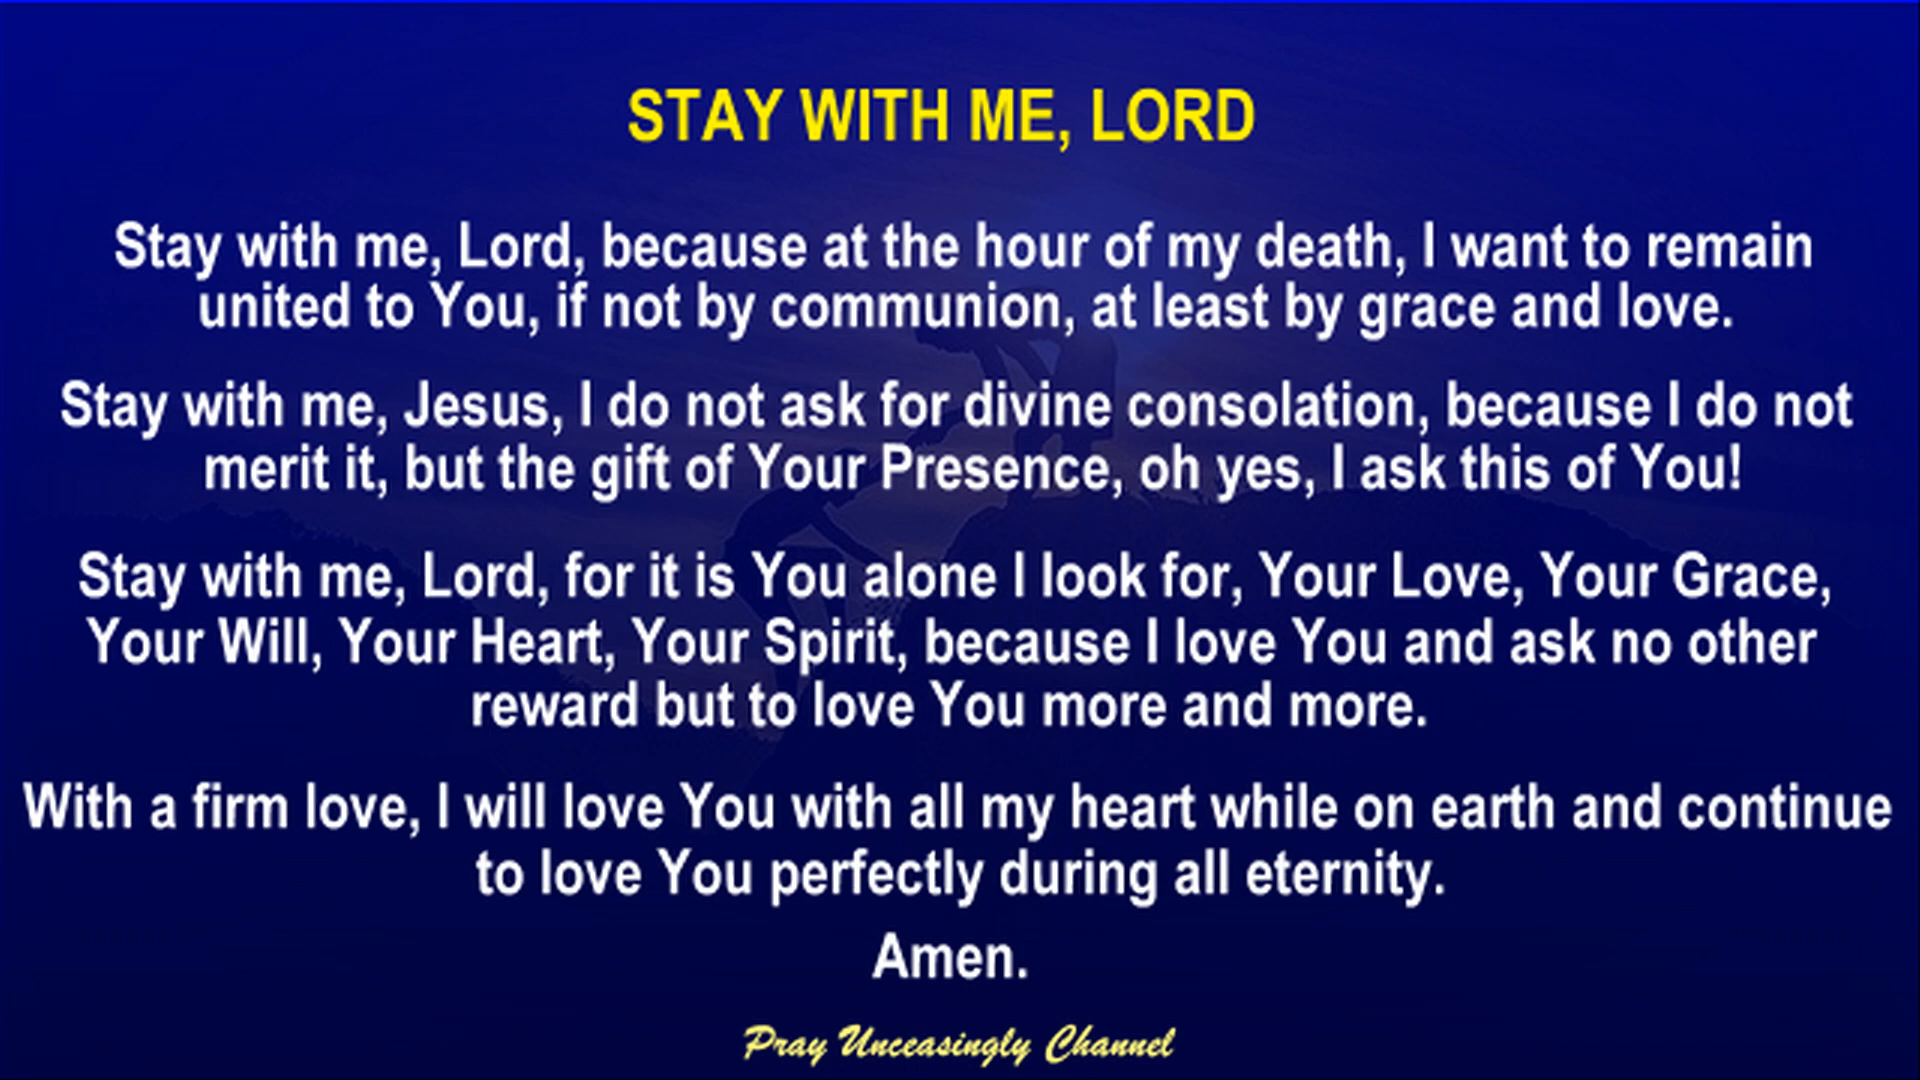 STAY WITH ME, LORD
Stay with me, Lord, because at the hour of my death, I want to remain
united to You, if not by communion, at least by grace and love.
Stay with me, Jesus, I do not ask for divine consolation, because I do not
merit it, but the gift of Your Presence, oh yes, I ask this of You!
Stay with me, Lord, for it is You alone I look for, Your Love, Your Grace,
Your Will, Your Heart, Your Spirit, because I love You and ask no other
reward but to love You more and more.
With a firm love, I will love You with all my heart while on earth and continue
to love You perfectly during all eternity.
Amen.
Pray Unceasingly Channel